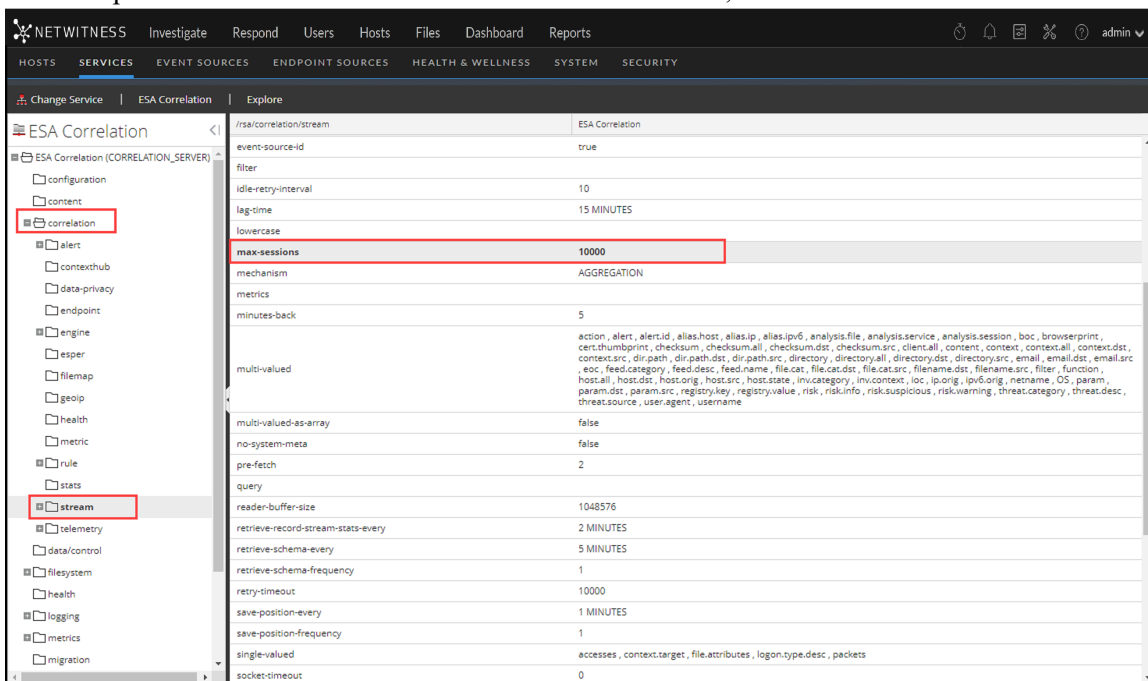 NETWITNESS Investigate Respond Users Hosts Files Dashboard Reports admin
HOSTS SERVICES EVENT SOURCES ENDPOINT SOURCES HEALTH & WELLNESS SYSTEM SECURITY
Change Service | ESA Correlation | Explore
ESA Correlation
ESA Correlation (CORRELATION_SERVER)
configuration
content
correlation
alert
contexthub
data-privacy
endpoint
engine
esper
filemap
geoip
health
metric
rule
stats
stream
telemetry
data/control
filesystem
health
logging
metrics
migration
/rsa/correlation/stream ESA Correlation
event-source-id true
filter
idle-retry-interval 10
lag-time 15 MINUTES
lowercase
max-sessions 10000
mechanism AGGREGATION
metrics
minutes-back 5
multi-valued
action , alert , alert.id , alias.host , alias.ip , alias.ipv6 , analysis.file , analysis.service , analysis.session , boc , browserprint ,
cert.thumbprint , checksum , checksum.all , checksum.dst , checksum.src , client.all , content , context , context.all , context.dst ,
context.src , dir.path , dir.path.dst , dir.path.src , directory , directory.all , directory.dst , directory.src , email , email.dst , email.src
, eoc , feed.category , feed.desc , feed.name , file.cat , file.cat.dst , file.cat.src , filename.dst , filename.src , filter , function ,
host.all , host.dst , host.orig , host.src , host.state , inv.category , inv.context , ioc , ip.orig , ipv6.orig , netname , OS , param ,
param.dst , param.src , registry.key , registry.value , risk , risk.info , risk.suspicious , risk.warning , threat.category , threat.desc ,
threat.source , user.agent , username
multi-valued-as-array false
no-system-meta false
pre-fetch 2
query
reader-buffer-size 1048576
retrieve-record-stream-stats-every 2 MINUTES
retrieve-schema-every 5 MINUTES
retrieve-schema-frequency 1
retry-timeout 10000
save-position-every 1 MINUTES
save-position-frequency 1
single-valued accesses , context.target , file.attributes , logon.type.desc , packets
socket-timeout 0